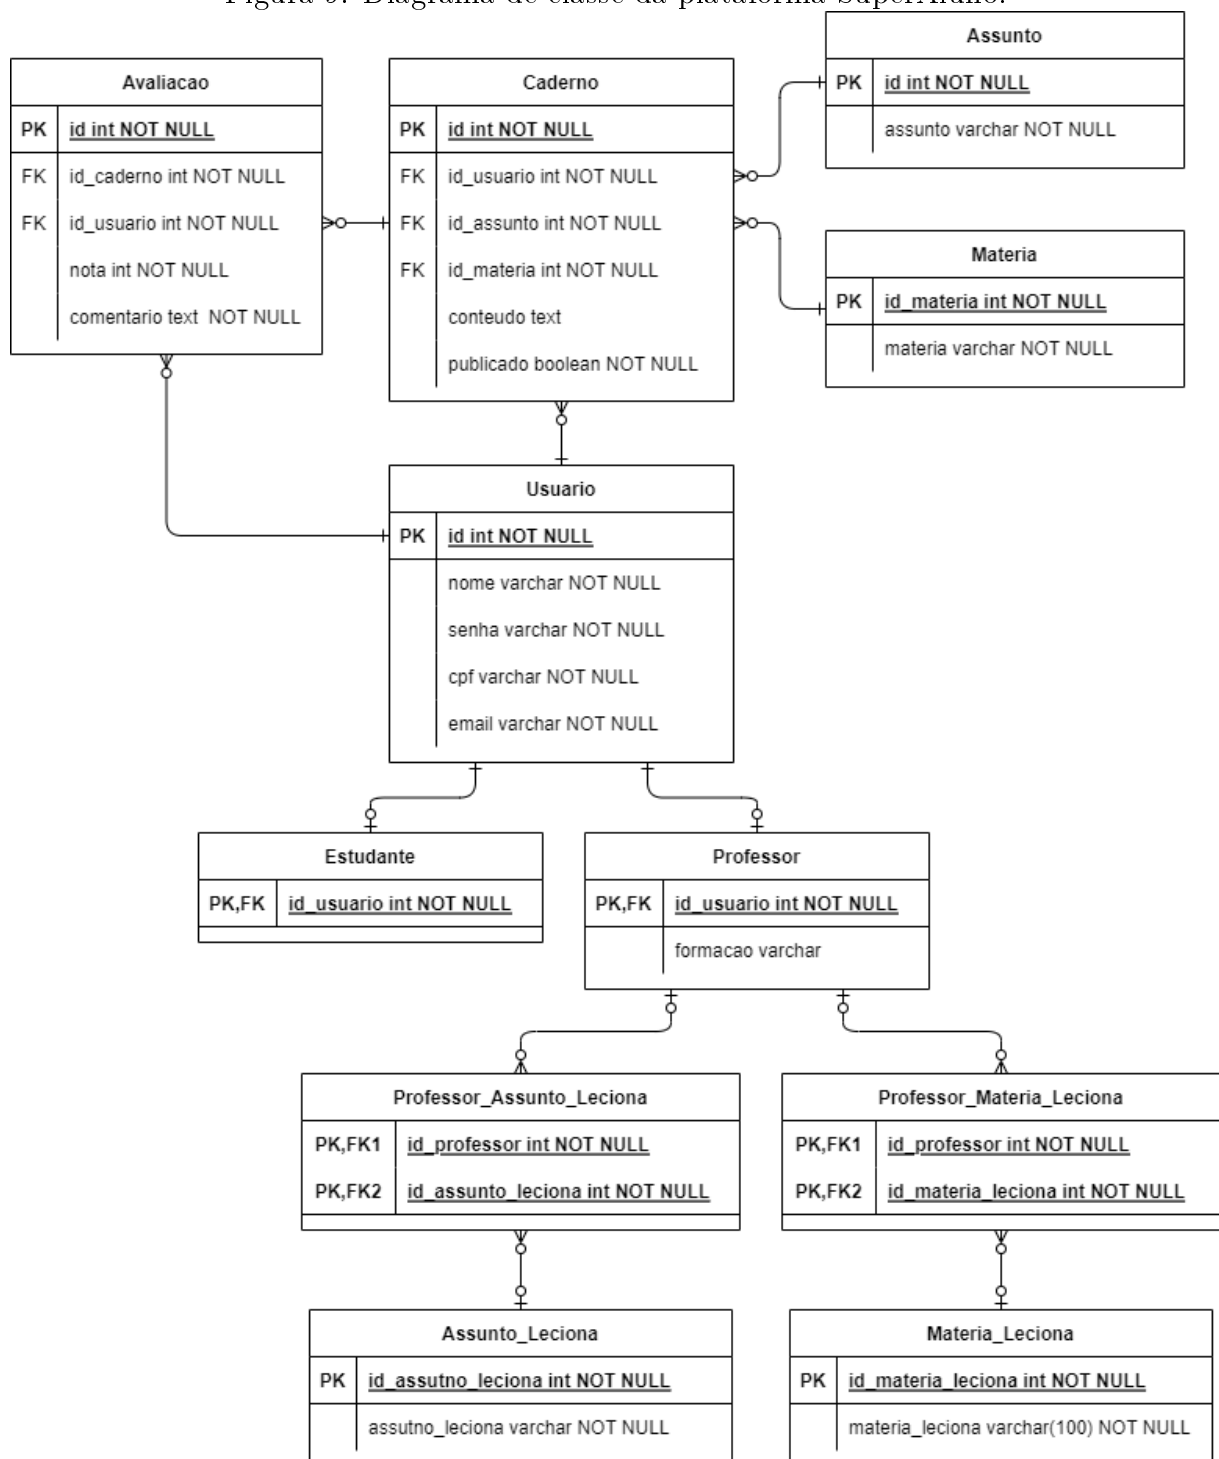 Figura 9: Diagrama de classe da plataforma SuperAluno.
Avaliacao
PK id int NOT NULL
FK id_caderno int NOT NULL
FK id_usuario int NOT NULL
nota int NOT NULL
comentario text NOT NULL
Caderno
PK id int NOT NULL
FK id_usuario int NOT NULL
FK id_assunto int NOT NULL
FK id_materia int NOT NULL
conteudo text
publicado boolean NOT NULL
Assunto
PK id int NOT NULL
assunto varchar NOT NULL
Materia
PK id_materia int NOT NULL
materia varchar NOT NULL
Usuario
PK id int NOT NULL
nome varchar NOT NULL
senha varchar NOT NULL
cpf varchar NOT NULL
email varchar NOT NULL
Estudante
PK,FK id_usuario int NOT NULL
Professor
PK,FK id_usuario int NOT NULL
formacao varchar
Professor_Assunto_Leciona
PK,FK1 id_professor int NOT NULL
PK,FK2 id_assunto_leciona int NOT NULL
Professor_Materia_Leciona
PK,FK1 id_professor int NOT NULL
PK,FK2 id_materia_leciona int NOT NULL
Assunto_Leciona
PK id_assutno_leciona int NOT NULL
assutno_leciona varchar NOT NULL
Materia_Leciona
PK id_materia_leciona int NOT NULL
materia_leciona varchar(100) NOT NULL